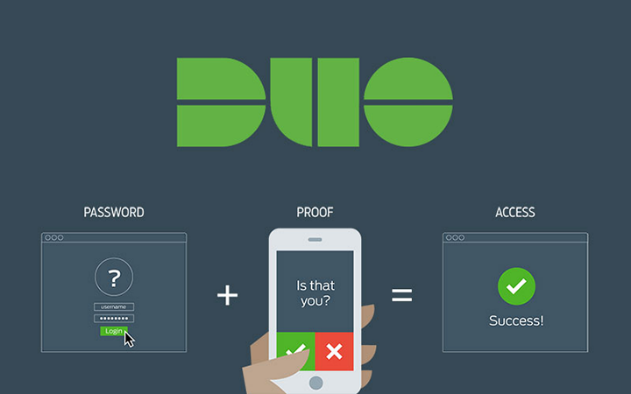 DUO
PASSWORD
PROOF
ACCESS
?
username
Login
+
Is that
you?
=
Success!